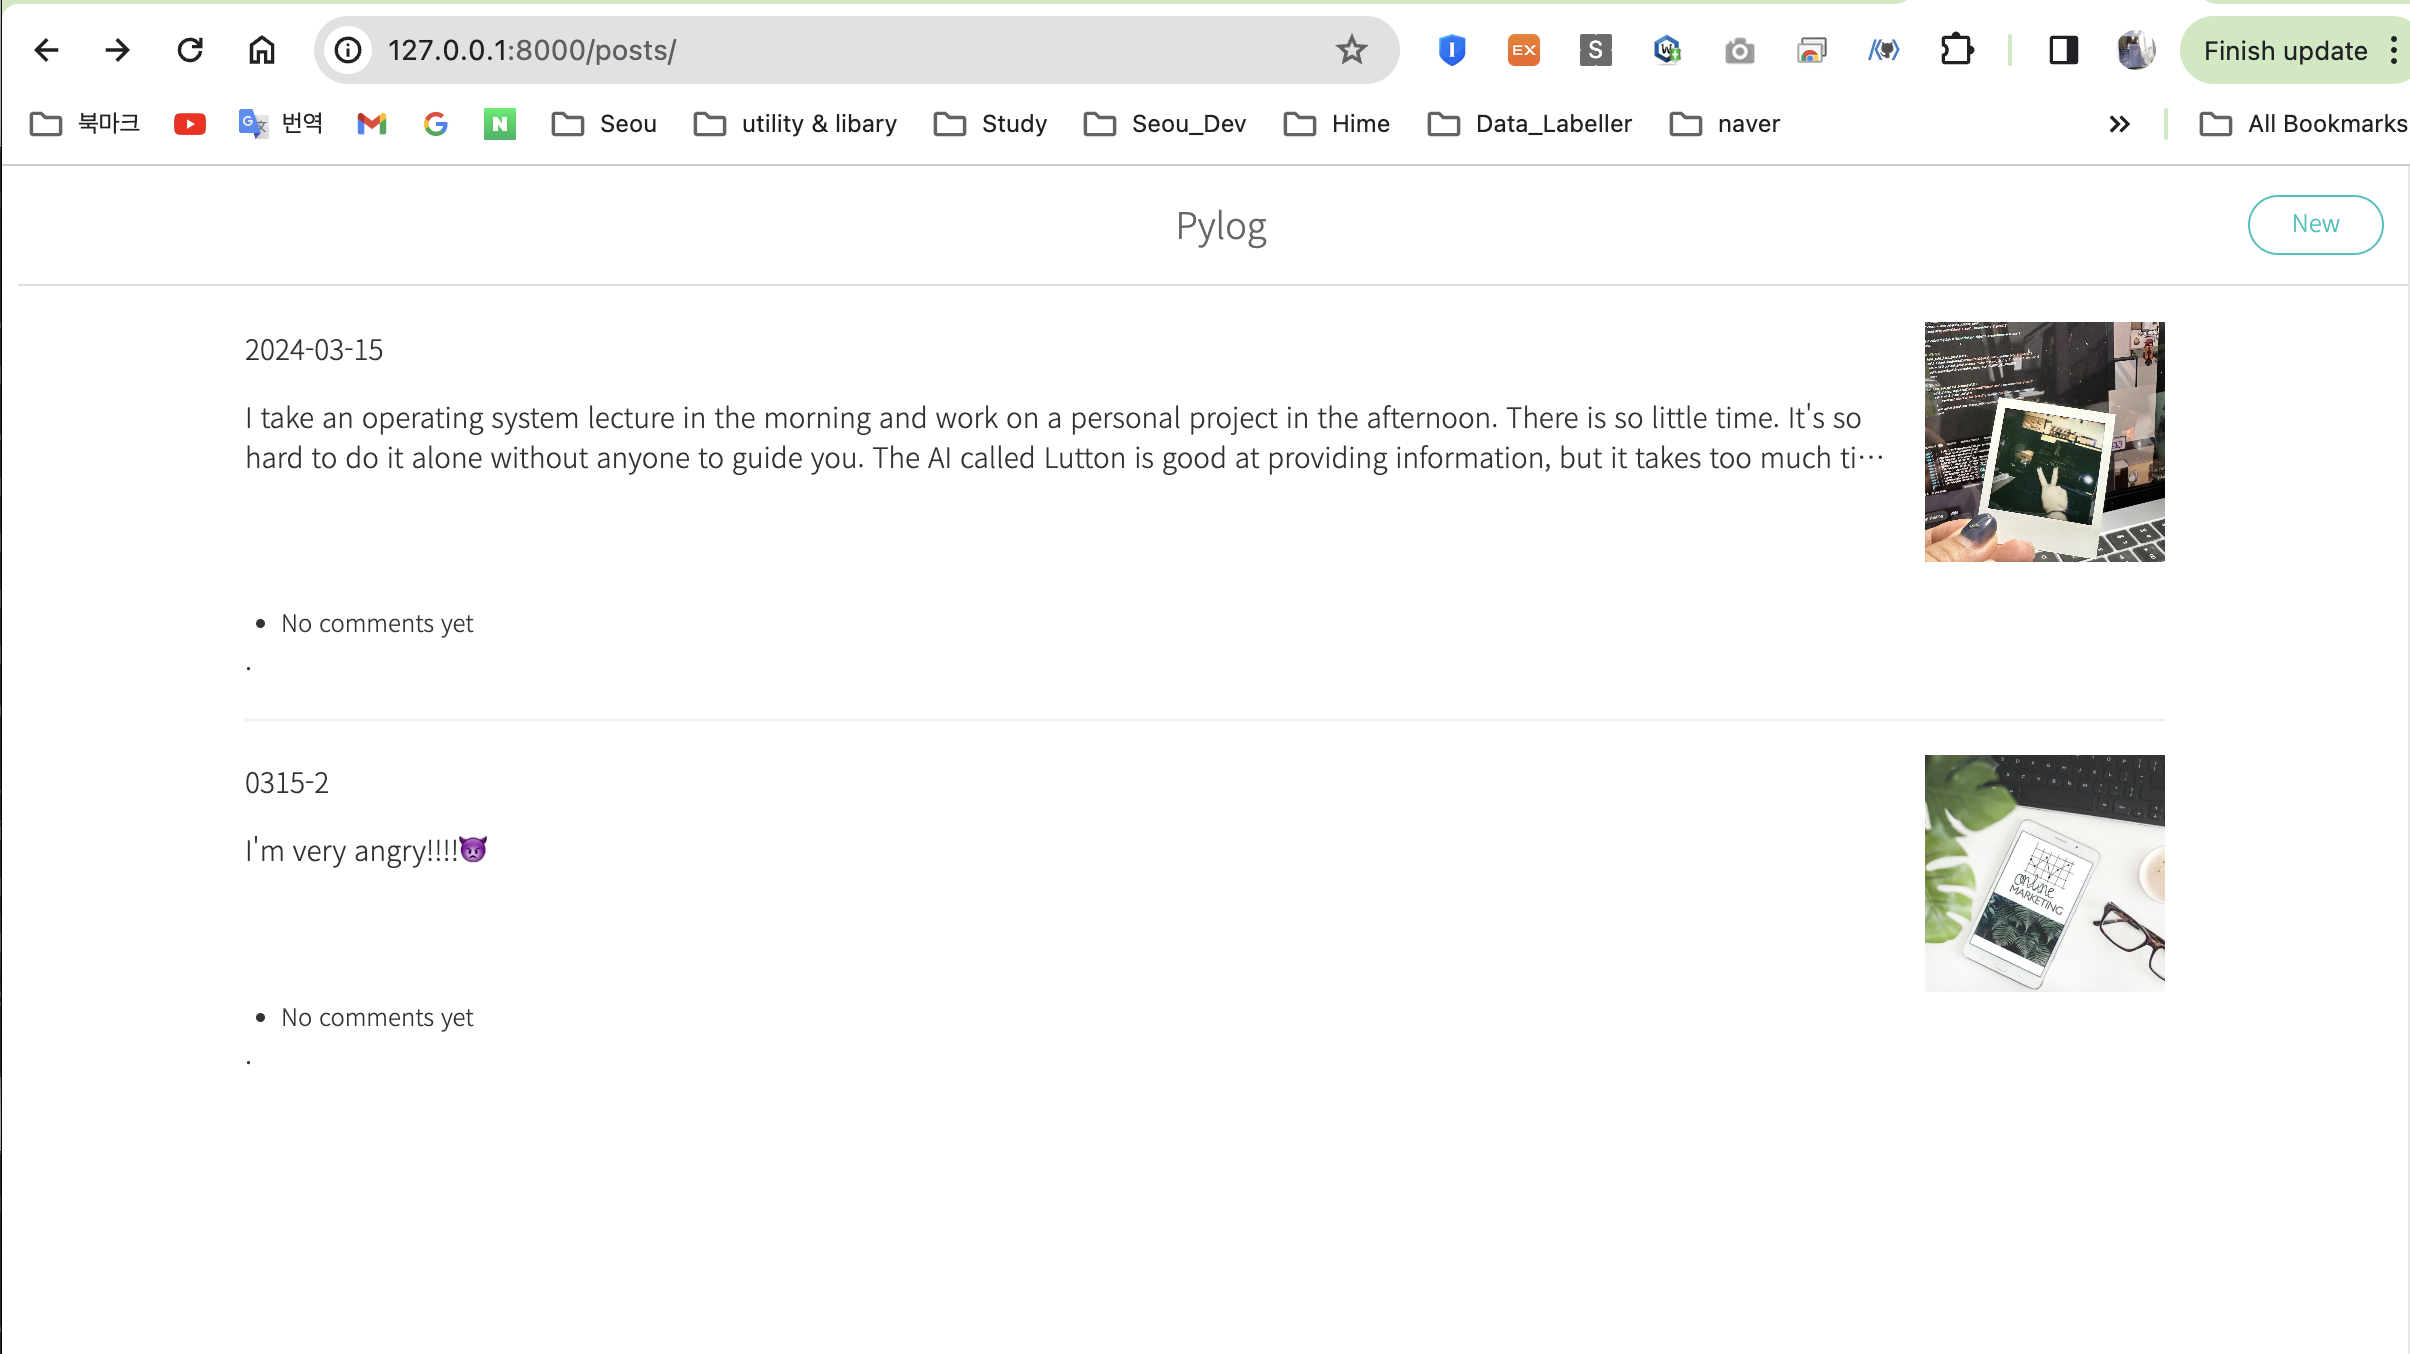 127.0.0.1:8000/posts/
EX
S
W
Finish update
북마크
번역
N
Seou
utility & libary
Study
Seou_Dev
Hime
Data_Labeller
naver
All Bookmarks
Pylog
New
2024-03-15
I take an operating system lecture in the morning and work on a personal project in the afternoon. There is so little time. It's so
hard to do it alone without anyone to guide you. The AI called Lutton is good at providing information, but it takes too much ti⋯
• No comments yet
.
0315-2
I'm very angry!!!!👿
online
MARKETING
• No comments yet
.